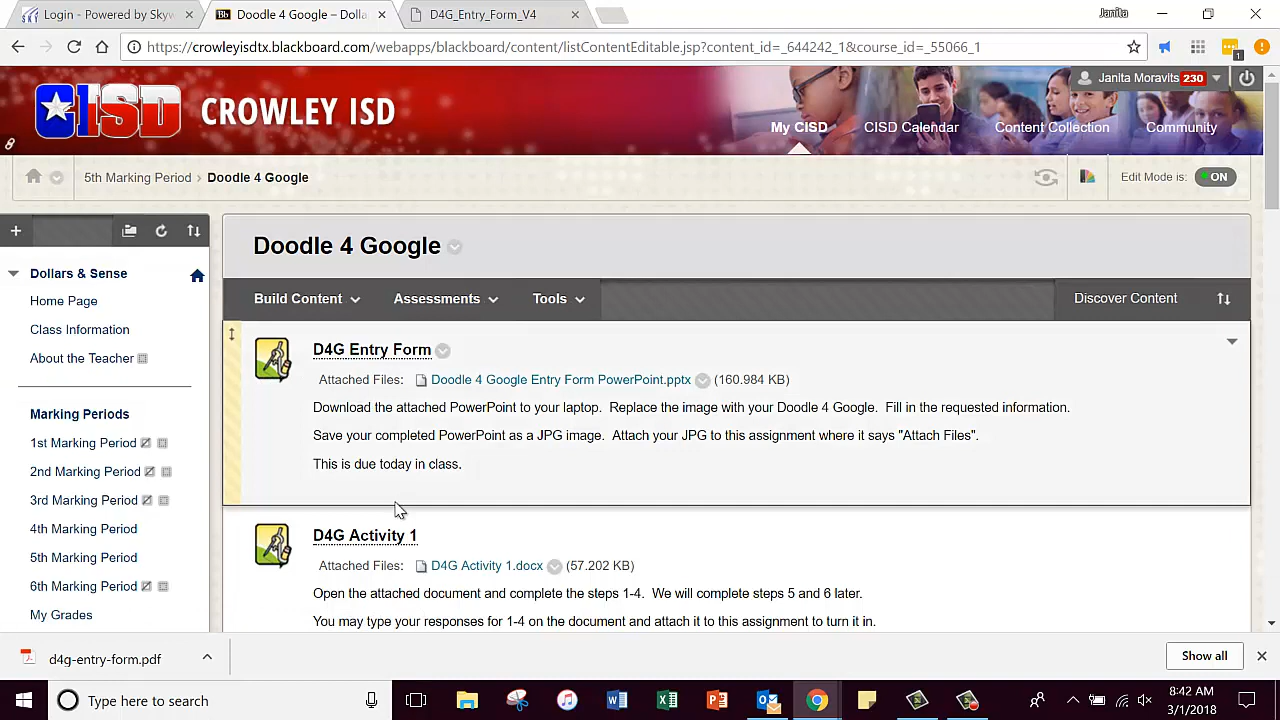 Login - Powered by Skyw
Bb Doodle 4 Google – Dolla
D4G_Entry_Form_V4
Janita
https://crowleyisdtx.blackboard.com/webapps/blackboard/content/listContentEditable.jsp?content_id=_644242_1&course_id=_55066_1
1
CISD
CROWLEY ISD
Janita Moravits 230
My CISD
CISD Calendar
Content Collection
Community
5th Marking Period
Doodle 4 Google
Edit Mode is: ON
Doodle 4 Google
Build Content
Assessments
Tools
Discover Content
Dollars & Sense
Home Page
Class Information
About the Teacher
Marking Periods
1st Marking Period
2nd Marking Period
3rd Marking Period
4th Marking Period
5th Marking Period
6th Marking Period
My Grades
D4G Entry Form
Attached Files: Doodle 4 Google Entry Form PowerPoint.pptx (160.984 KB)
Download the attached PowerPoint to your laptop. Replace the image with your Doodle 4 Google. Fill in the requested information.
Save your completed PowerPoint as a JPG image. Attach your JPG to this assignment where it says "Attach Files".
This is due today in class.
D4G Activity 1
Attached Files: D4G Activity 1.docx (57.202 KB)
Open the attached document and complete the steps 1-4. We will complete steps 5 and 6 later.
You may type your responses for 1-4 on the document and attach it to this assignment to turn it in.
d4g-entry-form.pdf
Show all
Type here to search
8:42 AM
3/1/2018